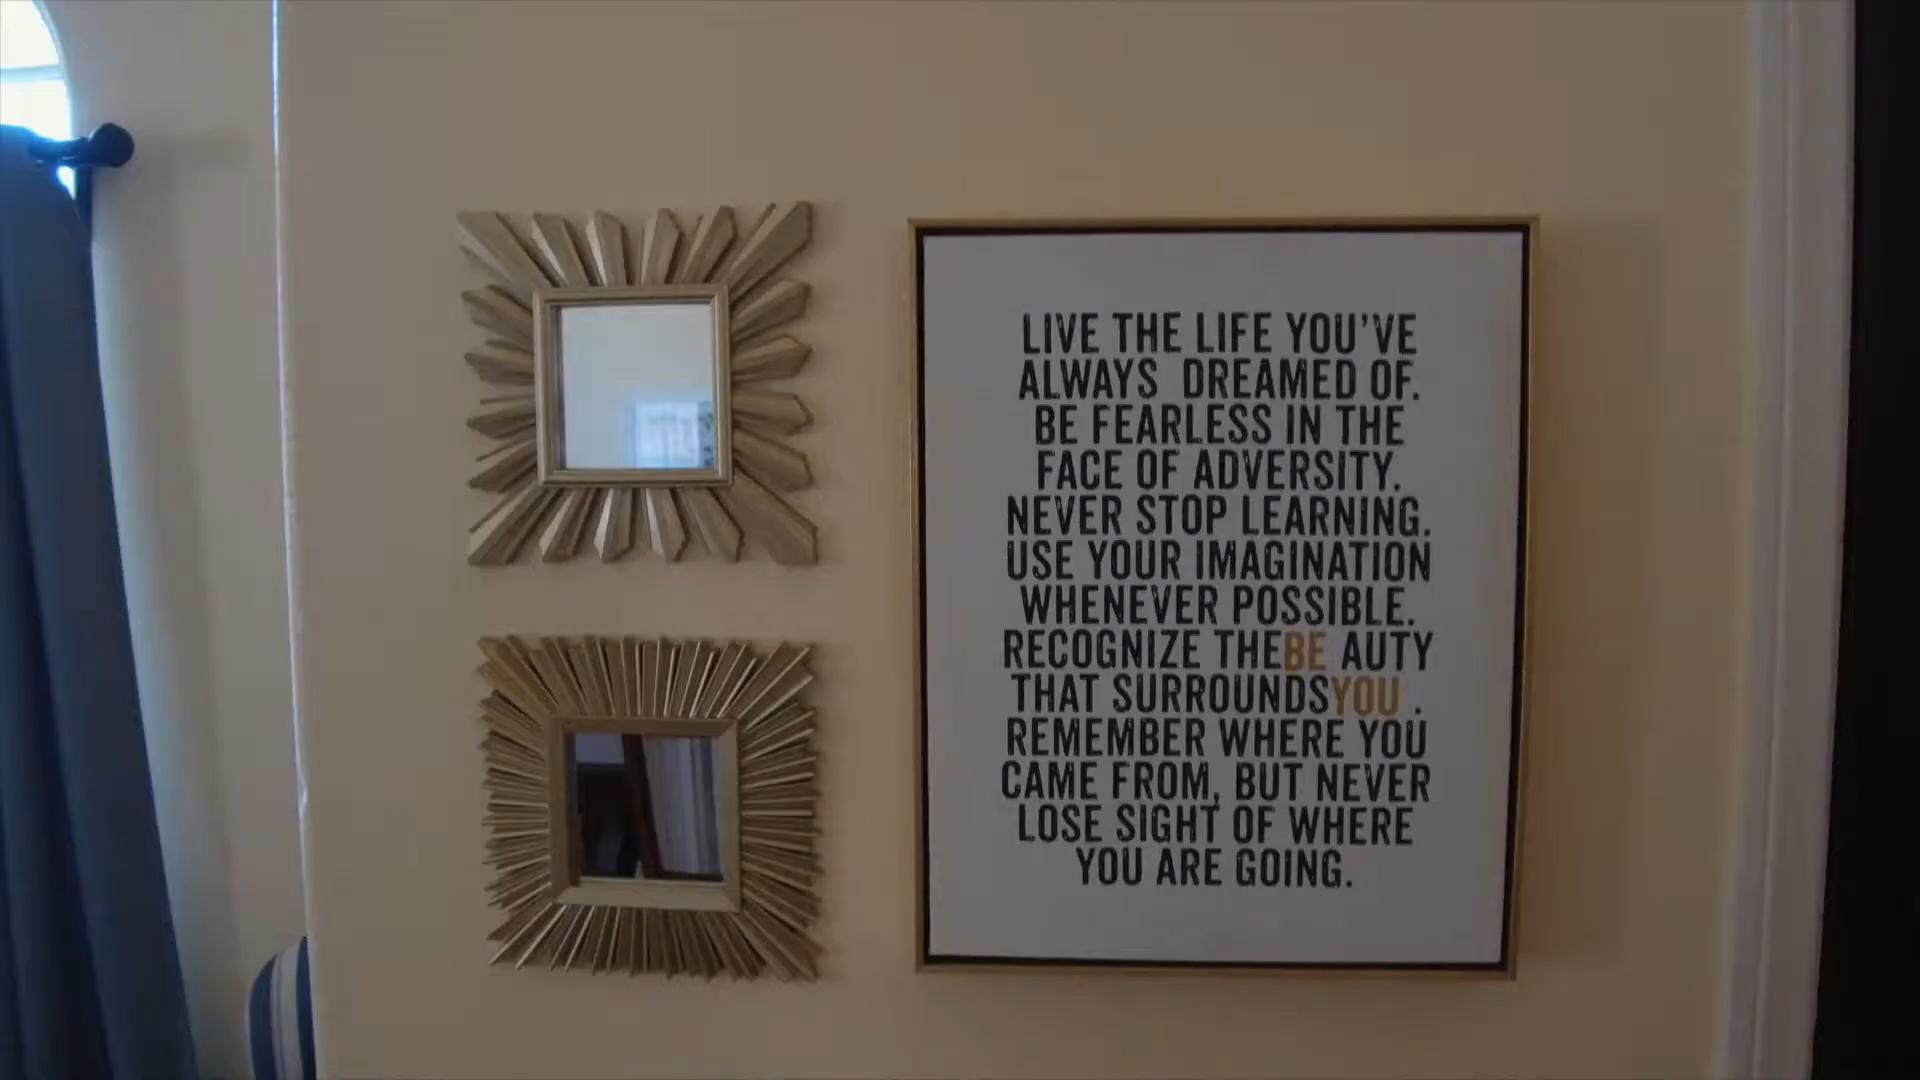 LIVE THE LIFE YOU'VE
ALWAYS DREAMED OF.
BE FEARLESS IN THE
FACE OF ADVERSITY.
NEVER STOP LEARNING.
USE YOUR IMAGINATION
WHENEVER POSSIBLE.
RECOGNIZE THEBE AUTY
THAT SURROUNDSYOU .
REMEMBER WHERE YOU
CAME FROM, BUT NEVER
LOSE SIGHT OF WHERE
YOU ARE GOING.